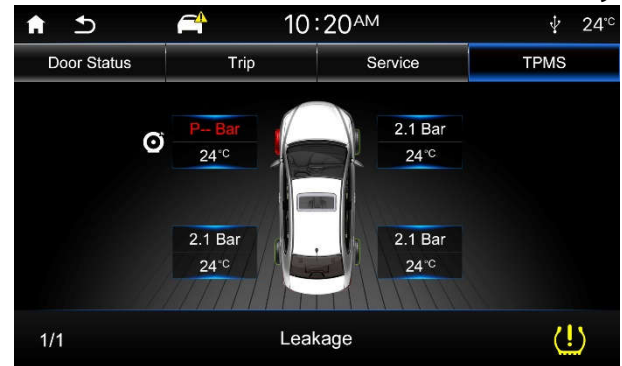 10:20AM 24°C
Door Status Trip Service TPMS
P-- Bar 2.1 Bar
24°C 24°C
2.1 Bar 2.1 Bar
24°C 24°C
1/1 Leakage